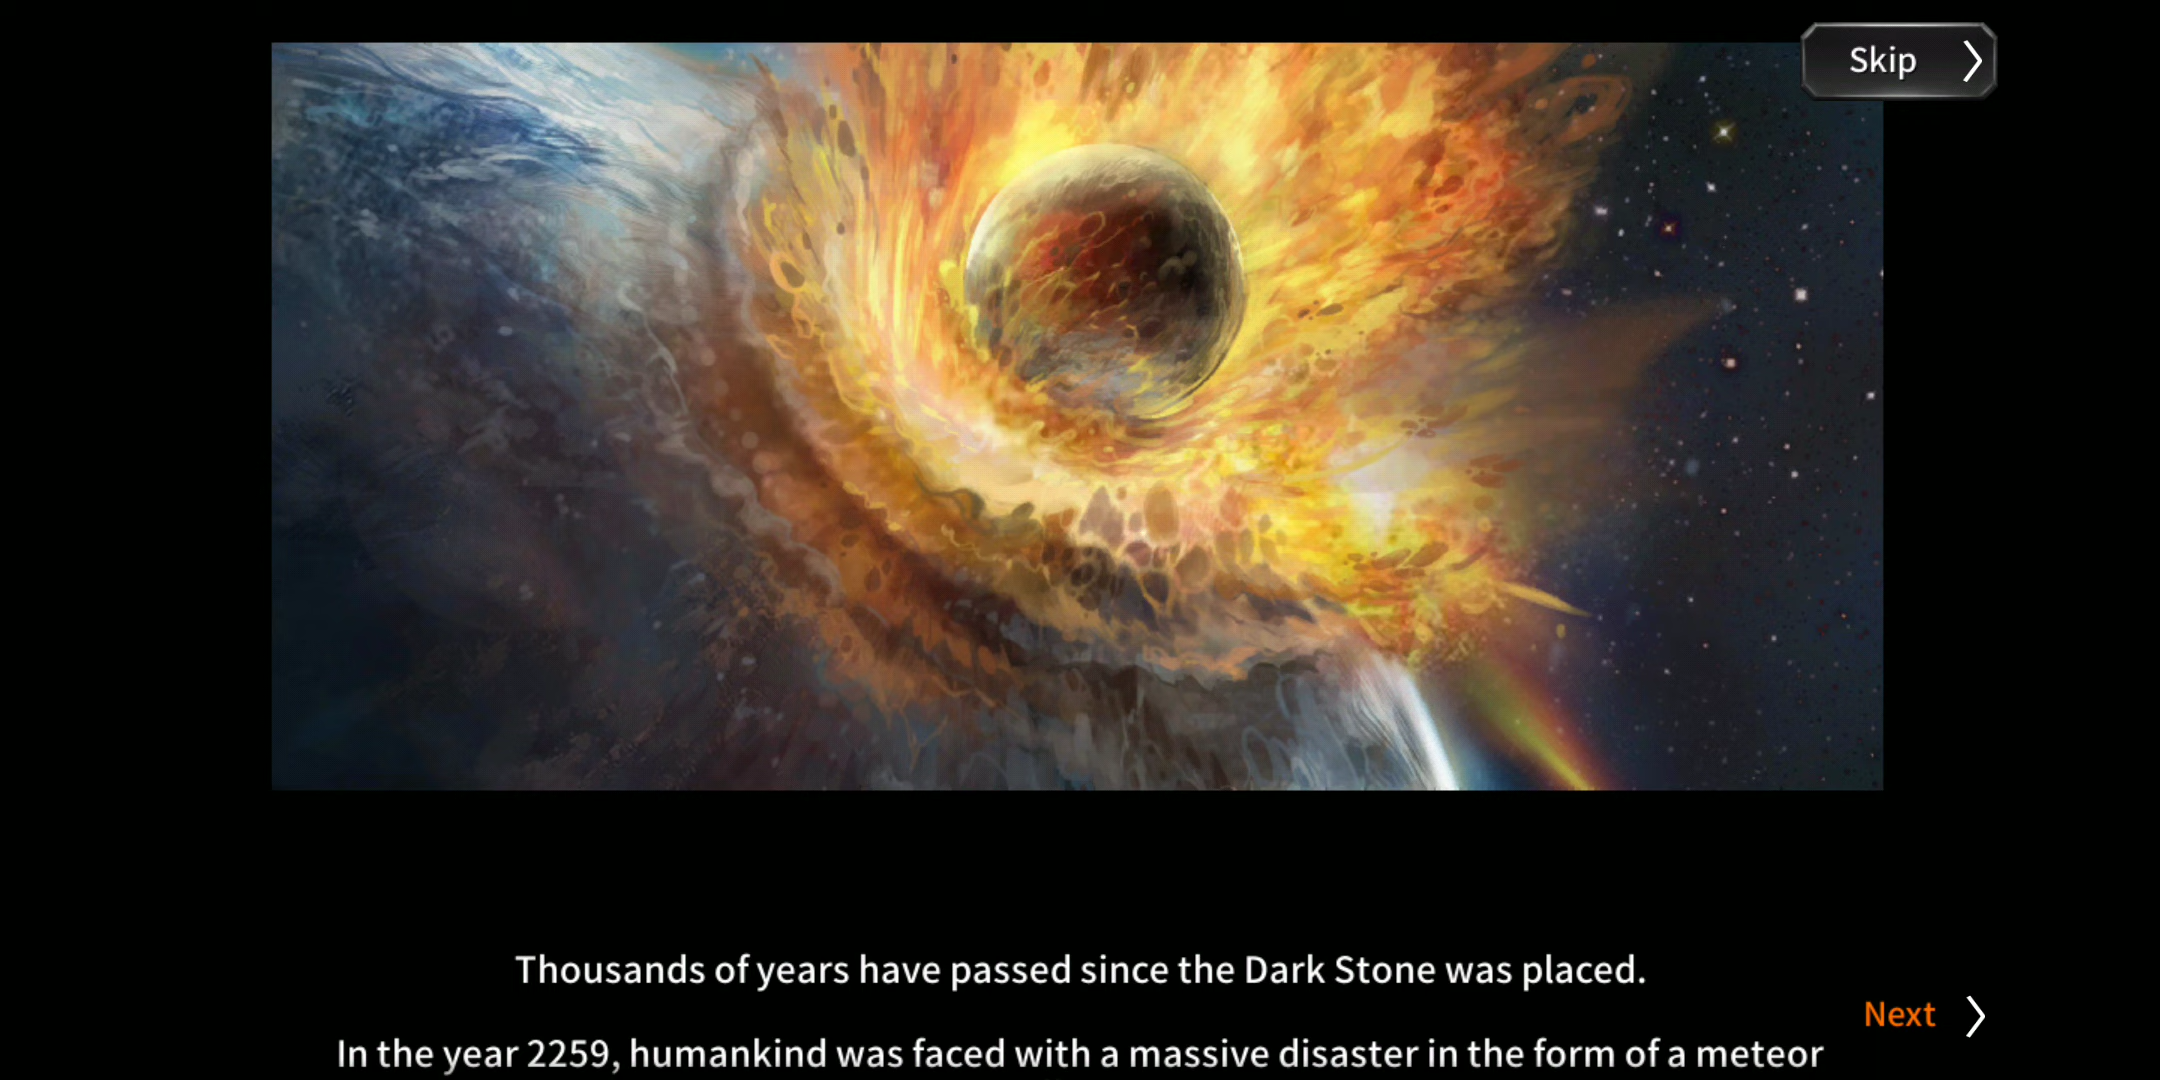 Skip
Thousands of years have passed since the Dark Stone was placed.
Next
In the year 2259, humankind was faced with a massive disaster in the form of a meteor